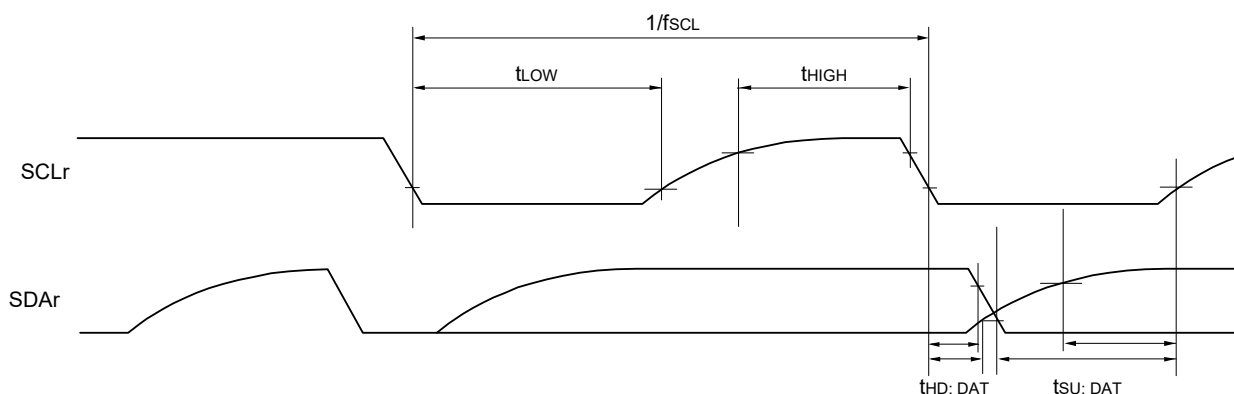 1/fSCL
tLOW
tHIGH
SCLr
SDAr
tHD: DAT
tSU: DAT